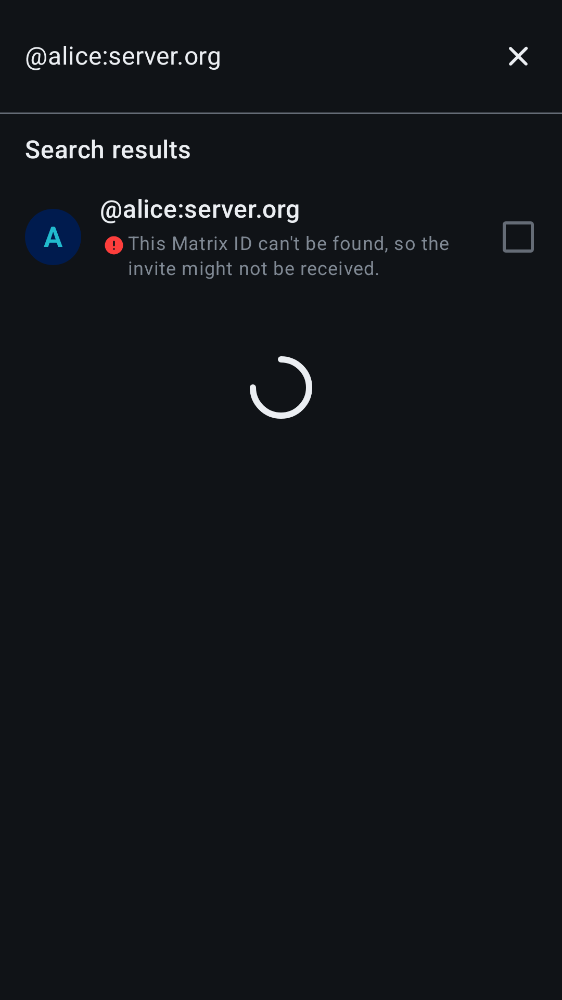 @alice:server.org
Search results
A
@alice:server.org
This Matrix ID can't be found, so the
invite might not be received.